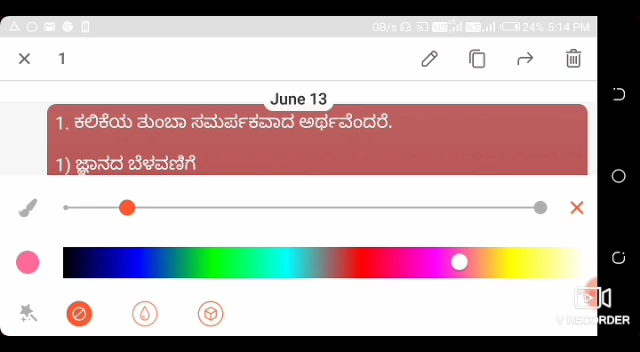 0B/s 24% 5:14 PM
1
June 13
1. ಕಲಿಕೆಯ ತುಂಬಾ ಸಮರ್ಪಕವಾದ ಅರ್ಥವೆಂದರೆ.
1) ಜ್ಞಾನದ ಬೆಳವಣಿಗೆ
V RECORDER